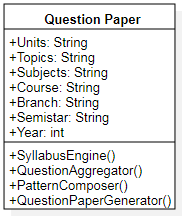 Question Paper
+Units: String
+Topics: String
+Subjects: String
+Course: String
+Branch: String
+Semistar: String
+Year: int
+SyllabusEngine()
+QuestionAggregator()
+PatternComposer()
+QuestionPaperGenerator()